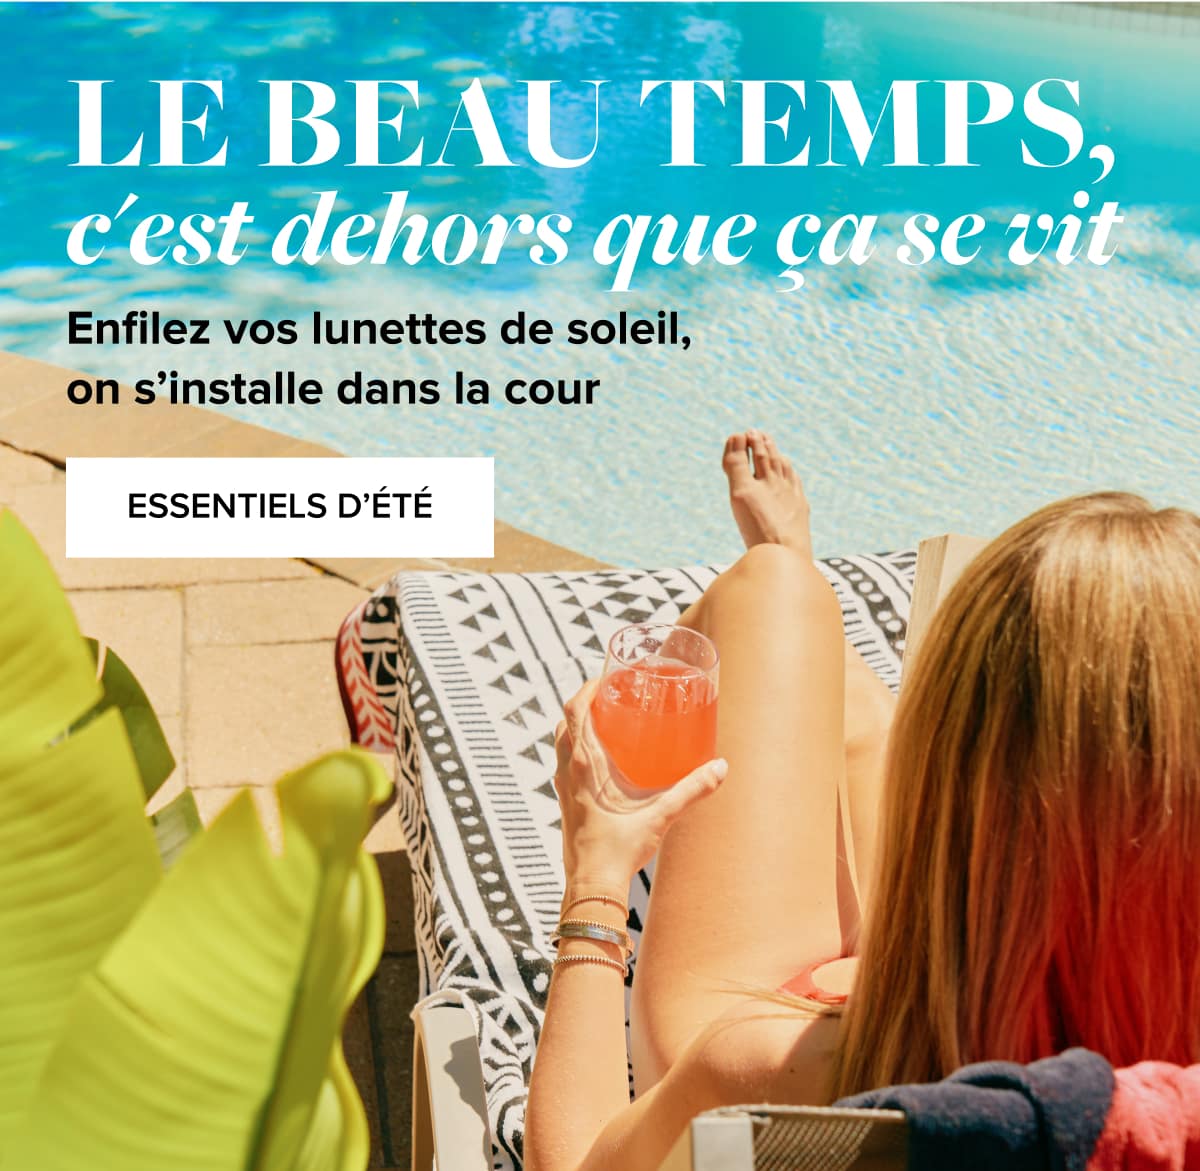 LE BEAU TEMPS,
c'est dehors que ça se vit
Enfilez vos lunettes de soleil,
on s’installe dans la cour
ESSENTIELS D’ÉTÉ